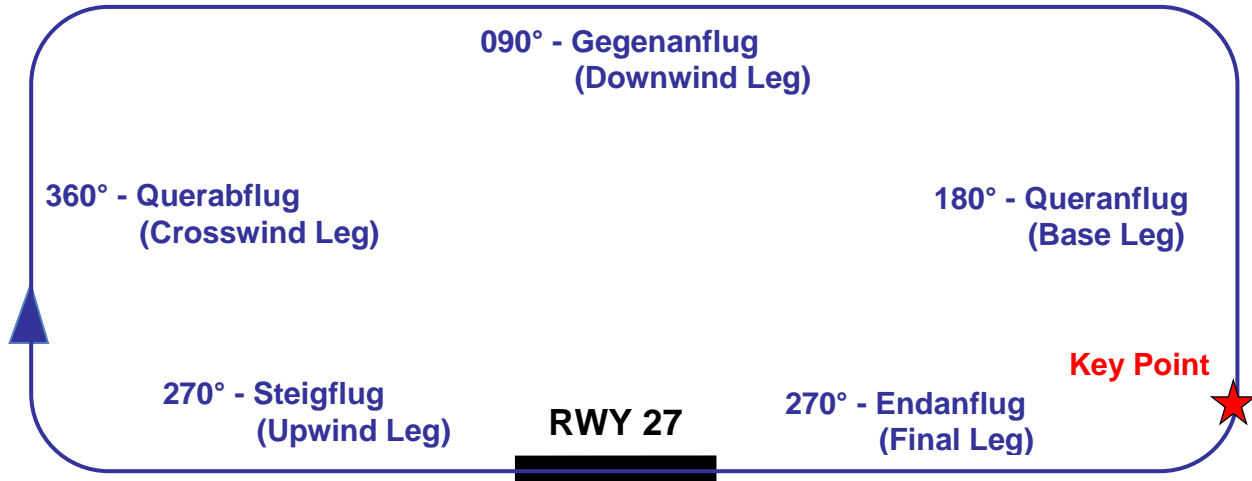 090° - Gegenanflug
(Downwind Leg)
360° - Querabflug
(Crosswind Leg)
180° - Queranflug
(Base Leg)
Key Point
270° - Steigflug
(Upwind Leg)
RWY 27
270° - Endanflug
(Final Leg)